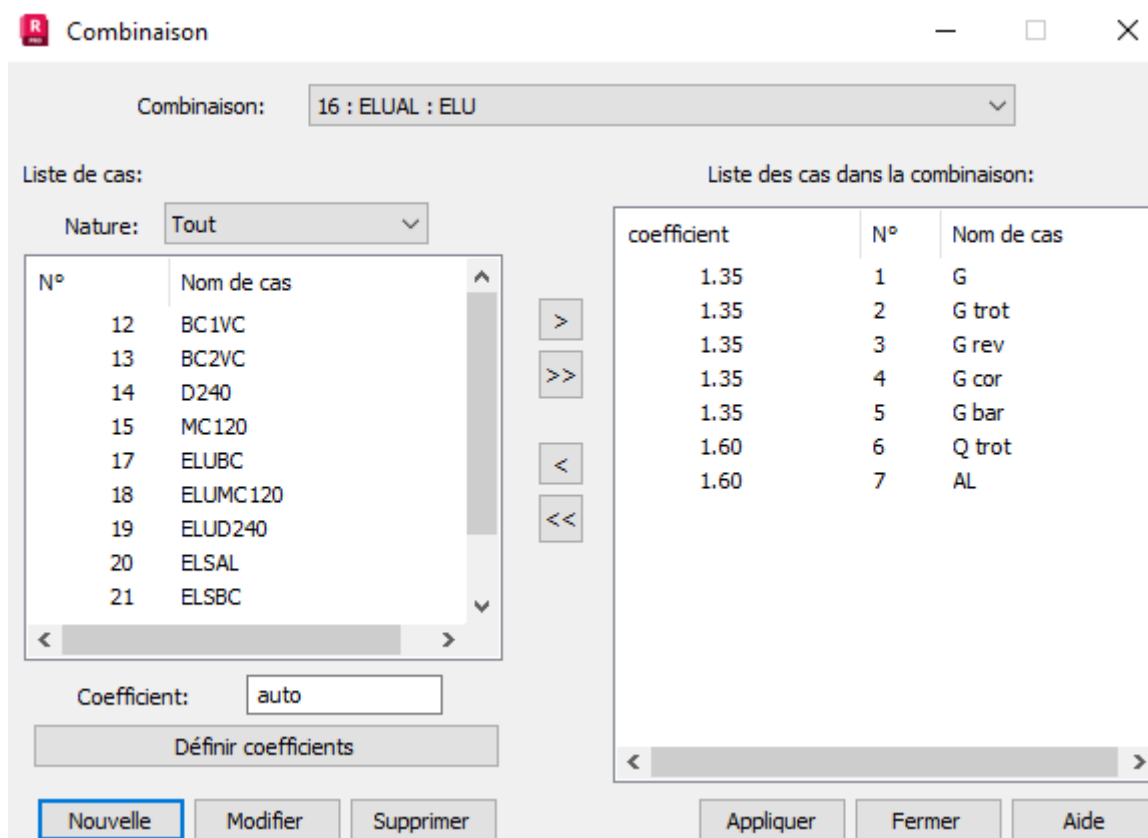 R
PRO
Combinaison
Combinaison: 16 : ELUAL : ELU
Liste de cas:
Nature: Tout
N° Nom de cas
12 BC1VC
13 BC2VC
14 D240
15 MC120
17 ELUBC
18 ELUMC120
19 ELUD240
20 ELSAL
21 ELSBC
Coefficient: auto
Définir coefficients
>
>>
<
<<
Liste des cas dans la combinaison:
coefficient N° Nom de cas
1.35 1 G
1.35 2 G trot
1.35 3 G rev
1.35 4 G cor
1.35 5 G bar
1.60 6 Q trot
1.60 7 AL
Nouvelle Modifier Supprimer Appliquer Fermer Aide